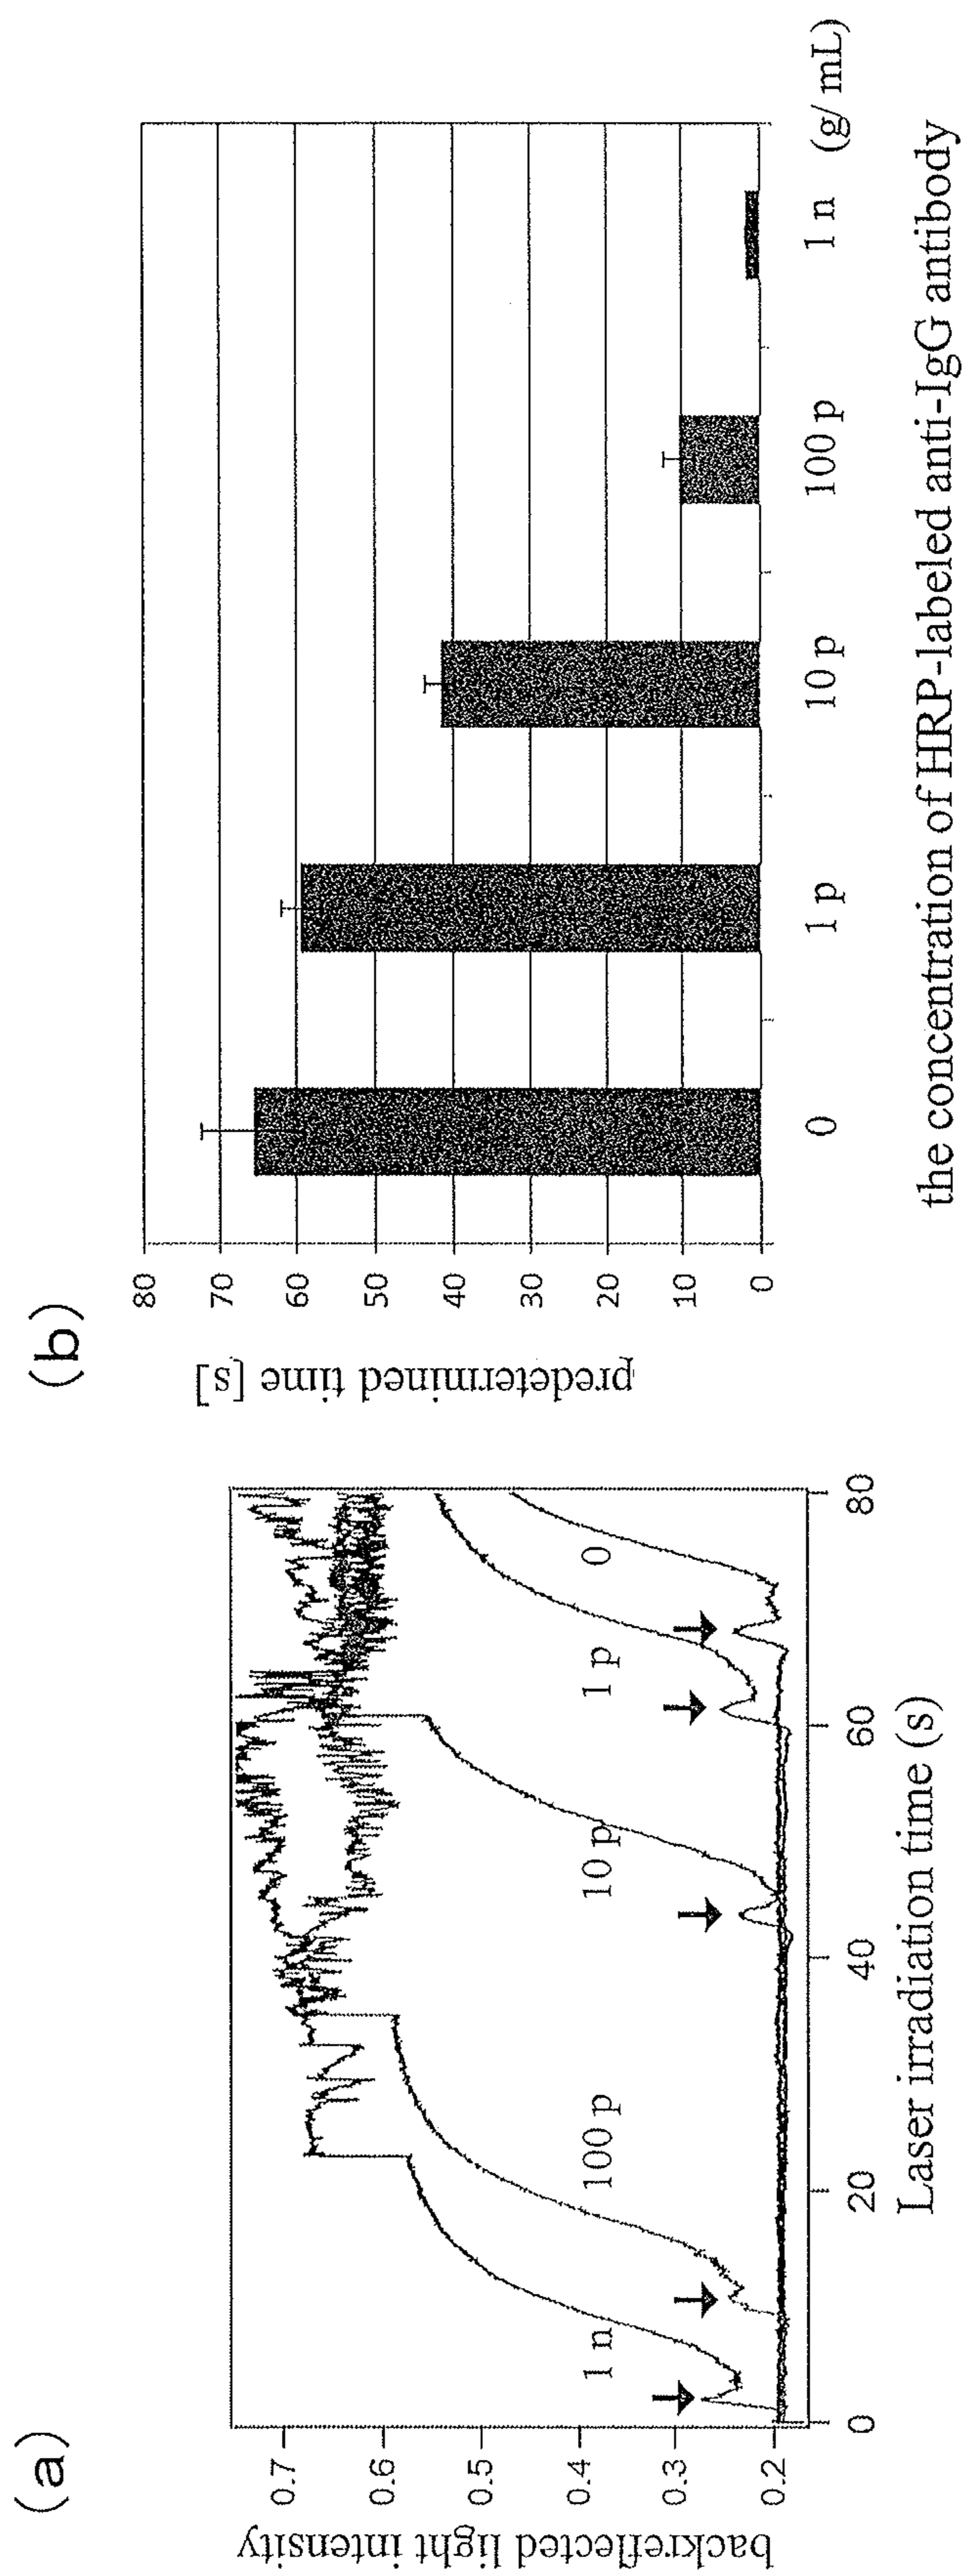 (a)
backreflected light intensity
0.7
0.6
0.5
0.4
0.3
0.2
1 n
100 p
10 p
1 p
0
0
20
40
60
80
Laser irradiation time (s)
(b)
predetermined time [s]
80
70
60
50
40
30
20
10
0
0
1 p
10 p
100 p
1 n
(g/ mL)
the concentration of HRP-labeled anti-IgG antibody